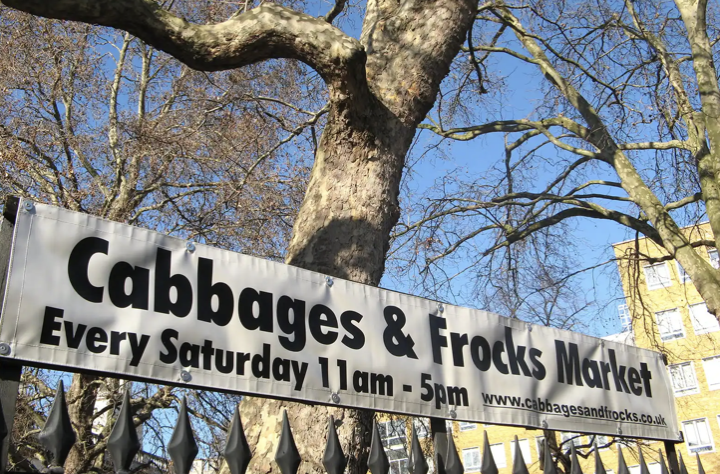 Cabbages & Frocks Market
Every Saturday 11am - 5pm www.cabbagesandfrocks.co.uk